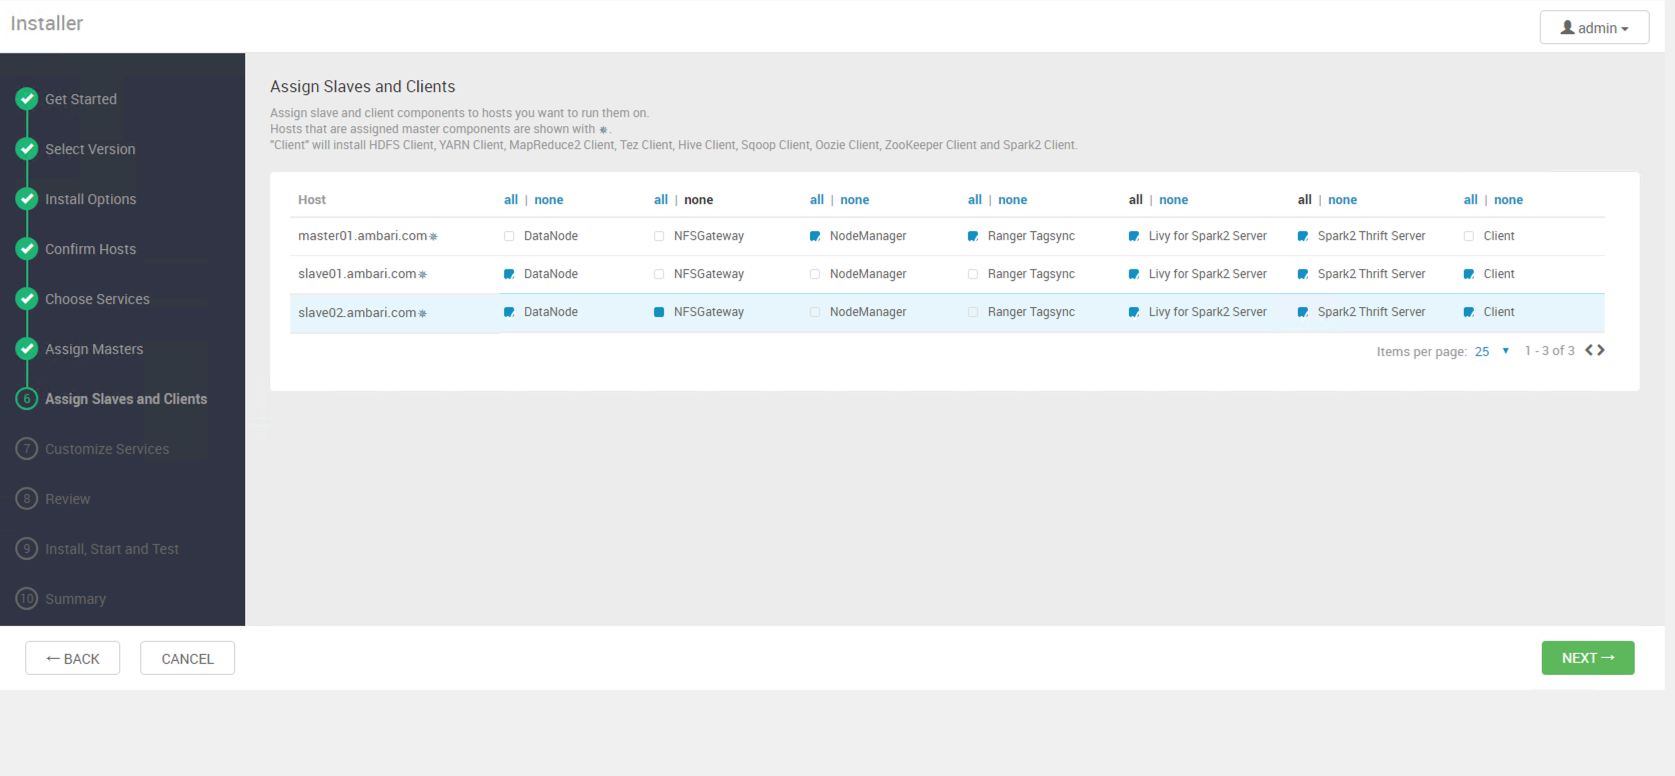 Installer
admin
Get Started
Select Version
Install Options
Confirm Hosts
Choose Services
Assign Masters
6 Assign Slaves and Clients
7 Customize Services
8 Review
9 Install, Start and Test
10 Summary
Assign Slaves and Clients
Assign slave and client components to hosts you want to run them on.
Hosts that are assigned master components are shown with ✵.
"Client" will install HDFS Client, YARN Client, MapReduce2 Client, Tez Client, Hive Client, Sqoop Client, Oozie Client, ZooKeeper Client and Spark2 Client.
Host all | none all | none all | none all | none all | none all | none all | none
master01.ambari.com✵ DataNode NFSGateway NodeManager Ranger Tagsync Livy for Spark2 Server Spark2 Thrift Server Client
slave01.ambari.com✵ DataNode NFSGateway NodeManager Ranger Tagsync Livy for Spark2 Server Spark2 Thrift Server Client
slave02.ambari.com✵ DataNode NFSGateway NodeManager Ranger Tagsync Livy for Spark2 Server Spark2 Thrift Server Client
Items per page: 25 1 - 3 of 3
← BACK CANCEL NEXT →